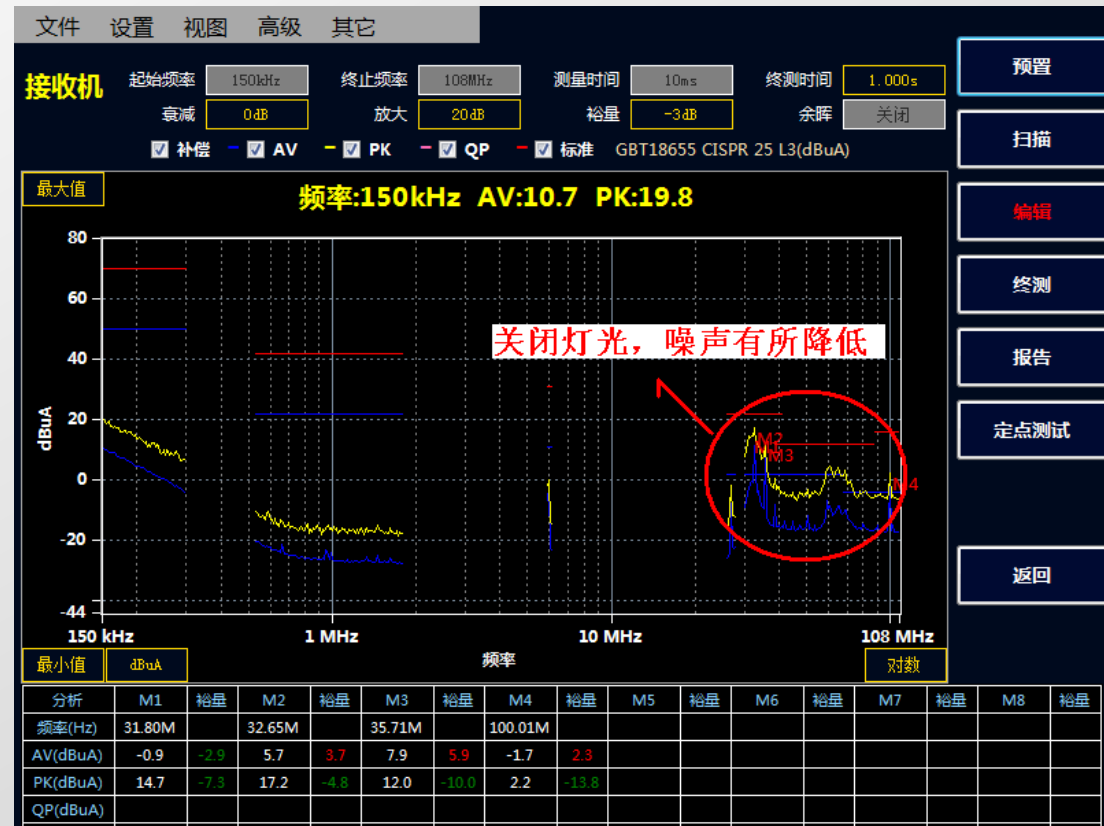 文件 设置 视图 高级 其它
接收机 起始频率 150kHz 终止频率 108MHz 测量时间 10ms 终测时间 1.000s
衰减 0dB 放大 20dB 裕量 -3dB 余晖 关闭
补偿 AV PK QP 标准 GBT18655 CISPR 25 L3(dBuA)
预置
扫描
编辑
终测
报告
定点测试
返回
最大值
频率:150kHz AV:10.7 PK:19.8
80
60
40
20
0
-20
-44
dBuA
关闭灯光，噪声有所降低
M2
M3
M4
150 kHz 1 MHz 10 MHz 108 MHz
最小值 dBuA 频率 对数
分析 M1 裕量 M2 裕量 M3 裕量 M4 裕量 M5 裕量 M6 裕量 M7 裕量 M8 裕量
频率(Hz) 31.80M 32.65M 35.71M 100.01M
AV(dBuA) -0.9 -2.9 5.7 3.7 7.9 5.9 -1.7 2.3
PK(dBuA) 14.7 -7.3 17.2 -4.8 12.0 -10.0 2.2 -13.8
QP(dBuA)